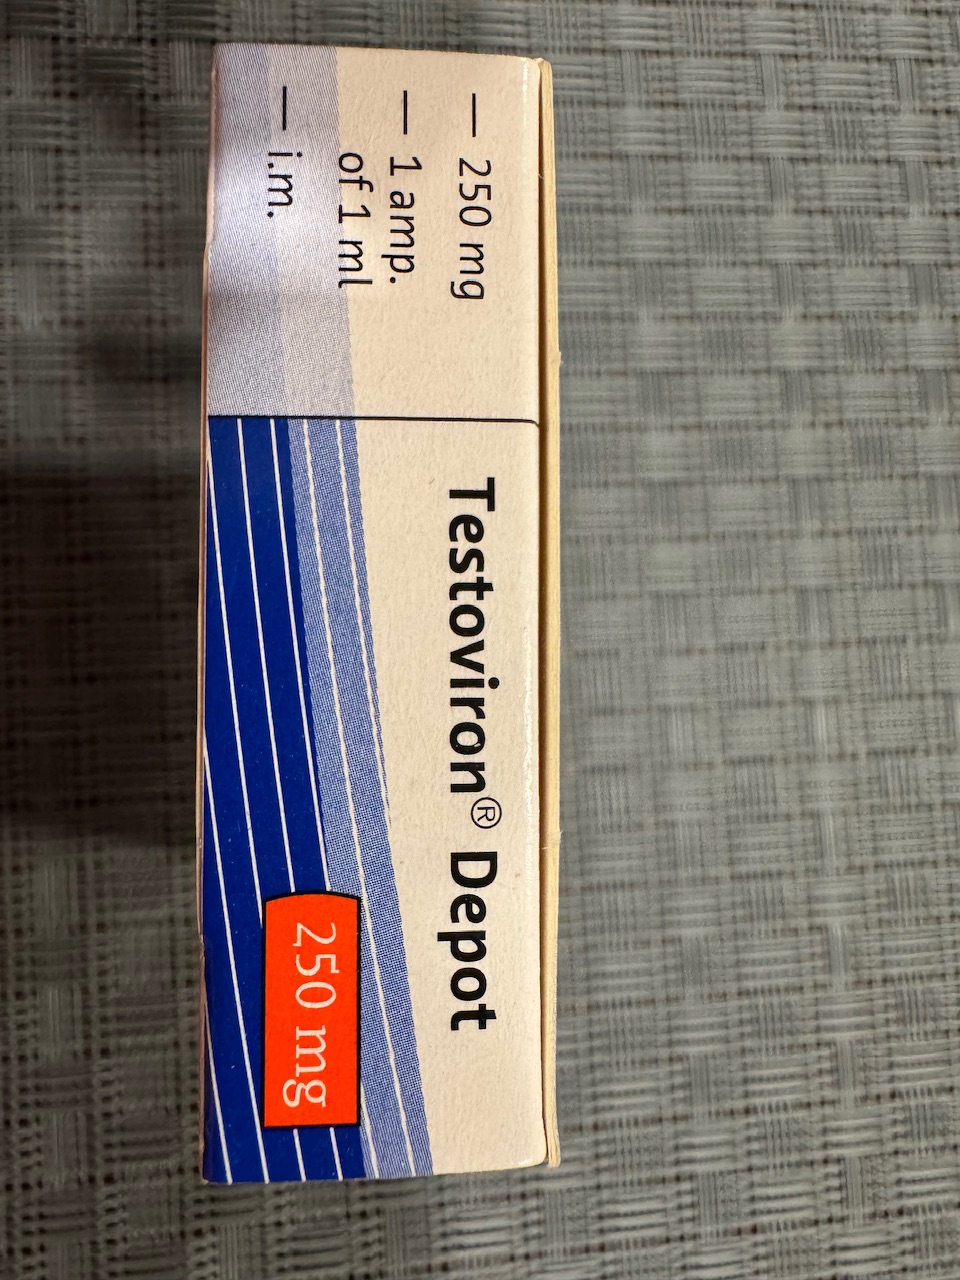 — 250 mg
— 1 amp.
of 1 ml
— i.m.
Testoviron® Depot
250 mg